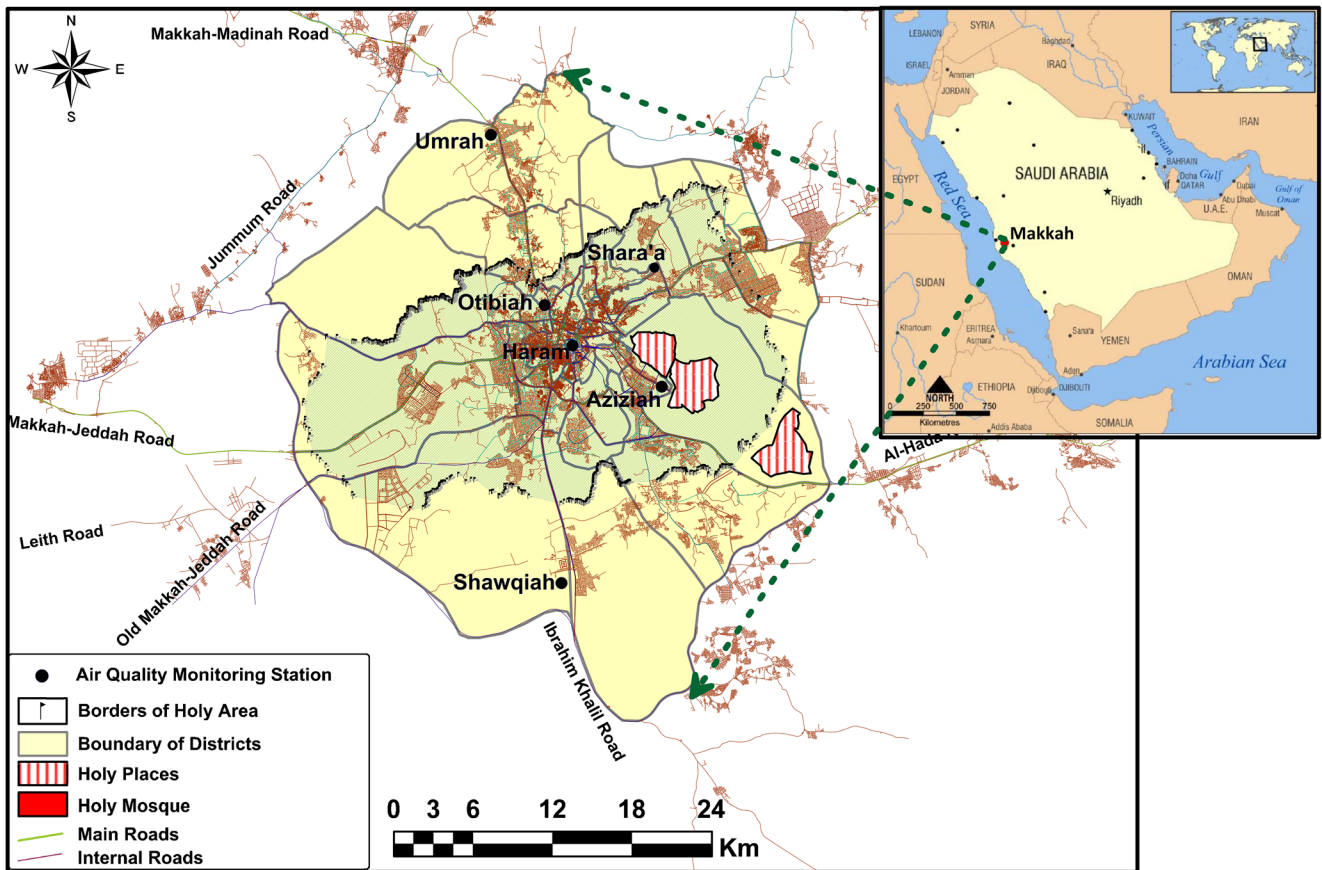 N
W
E
S
Makkah-Madinah Road
Jummum Road
Makkah-Jeddah Road
Leith Road
Old Makkah-Jeddah Road
Ibrahim Khalil Road
Al-Hada
Umrah
Shara'a
Otibiah
Haram
Aziziah
Shawqiah
Air Quality Monitoring Station
Borders of Holy Area
Boundary of Districts
Holy Places
Holy Mosque
Main Roads
Internal Roads
0 3 6 12 18 24
Km
LEBANON
SYRIA
Baghdad
ISRAEL
Amman
IRAQ
JORDAN
IRAN
KUWAIT
Persian
Gulf
BAHRAIN
Doha
QATAR
Dubai
Abu Dhabi
U.A.E.
Gulf of
Oman
Muscat
EGYPT
Red Sea
SAUDI ARABIA
Riyadh
Makkah
OMAN
SUDAN
Khartoum
ERITREA
Asmara
Sana'a
YEMEN
Aden
Arabian Sea
ETHIOPIA
Djibouti
DJIBOUTI
Addis Ababa
SOMALIA
NORTH
0 250 500 750
Kilometres